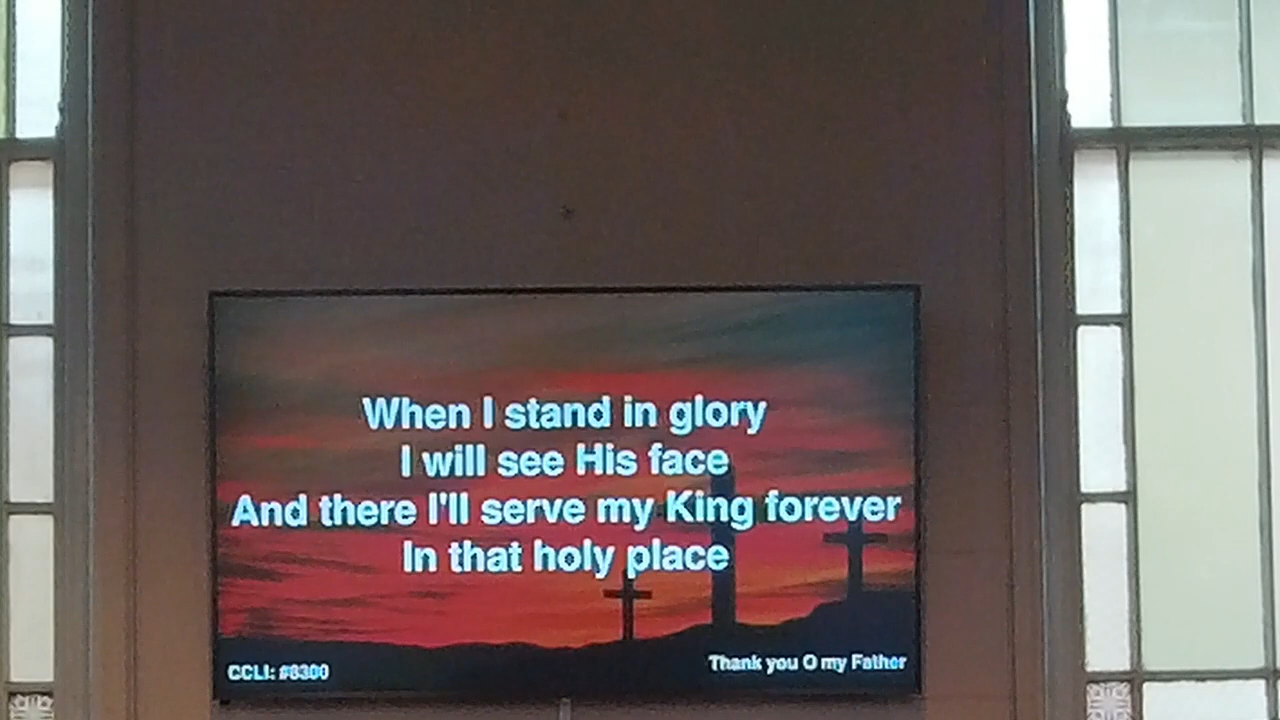 When I stand in glory
I will see His face
And there I'll serve my King forever
In that holy place
CCLI: #8300
Thank you O my Father